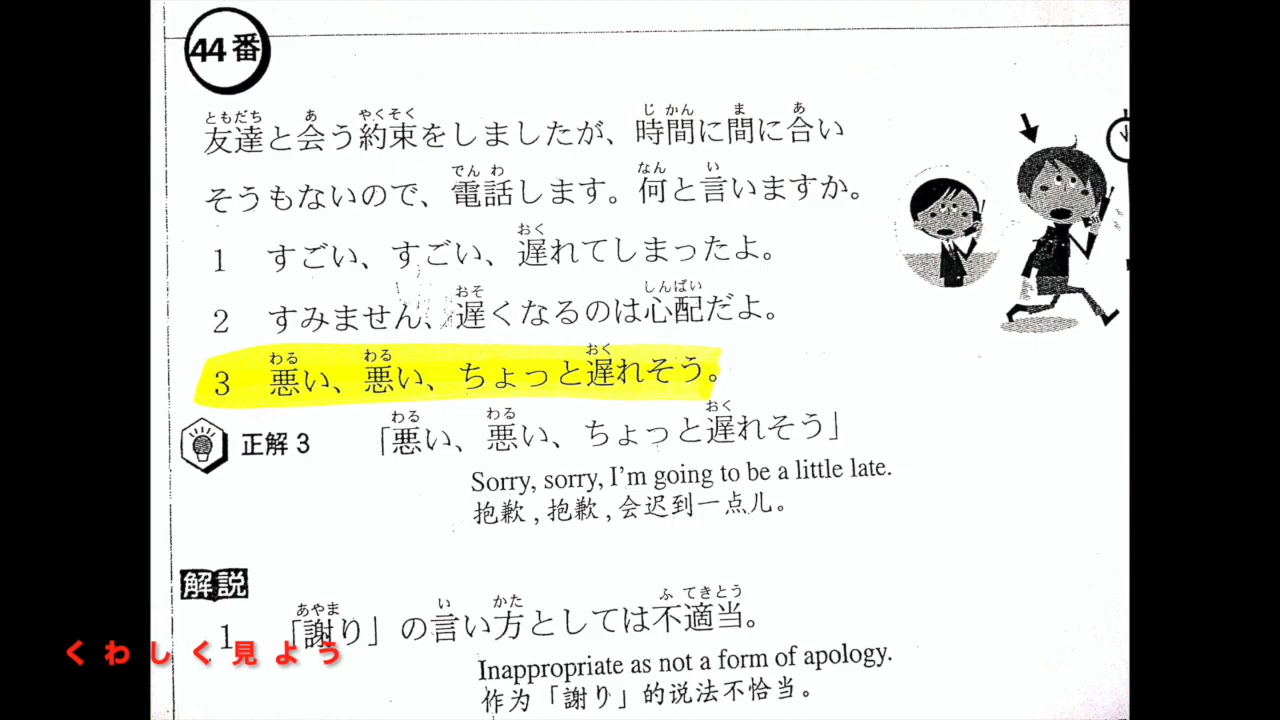 44番
友達と会う約束をしましたが、時間に間に合い
そうもないので、電話します。何と言いますか。
1 すごい、すごい、遅れてしまったよ。
2 すみません、遅くなるのは心配だよ。
3 悪い、悪い、ちょっと遅れそう。
正解3 「悪い、悪い、ちょっと遅れそう」
Sorry, sorry, I'm going to be a little late.
抱歉,抱歉,会迟到一点儿。
解説
1 「謝り」の言い方としては不適当。
くわしく見よう
Inappropriate as not a form of apology.
作为「謝り」的说法不恰当。